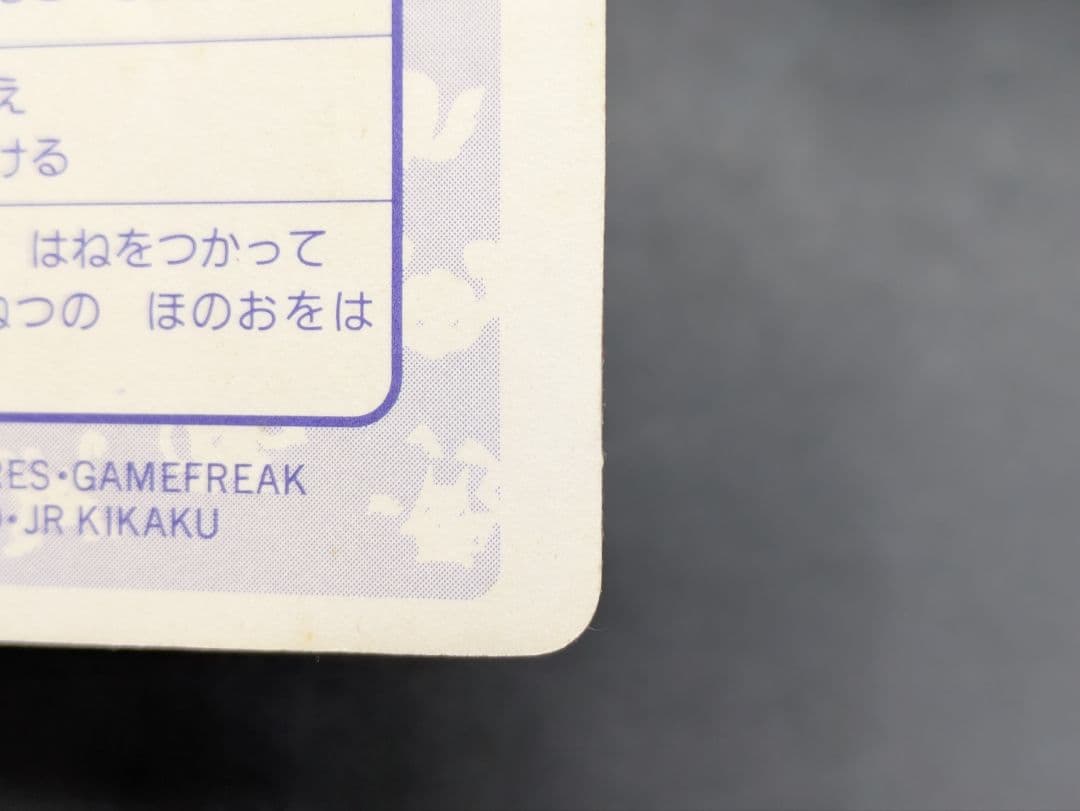 え
ける
はねをつかって
ねつの ほのおをは
RES・GAMEFREAK
・JR KIKAKU